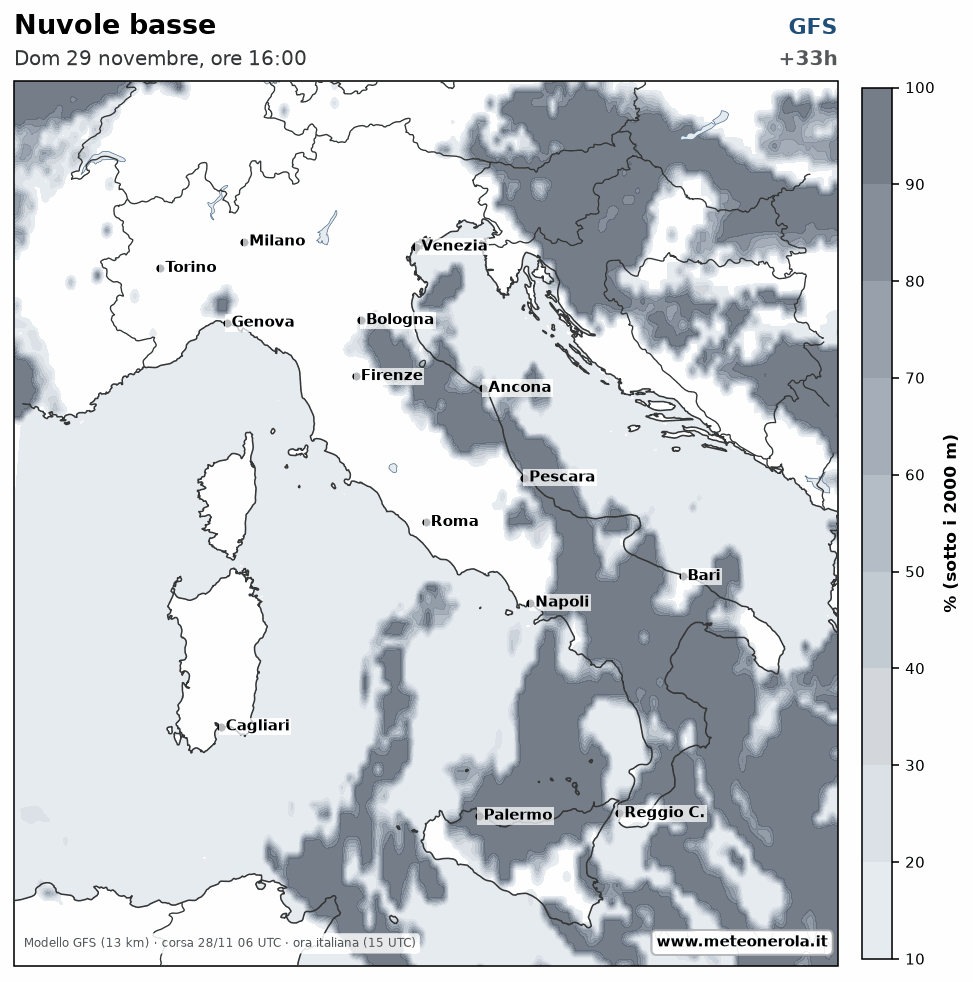 Nuvole basse
GFS
Dom 29 novembre, ore 16:00
+33h
100
90
80
70
60
50
40
30
20
10
% (sotto i 2000 m)
Venezia
Milano
Torino
Bologna
Genova
Firenze
Ancona
Pescara
Roma
Bari
Napoli
Cagliari
Reggio C.
Palermo
Modello GFS (13 km) · corsa 28/11 06 UTC · ora italiana (15 UTC)
www.meteonerola.it